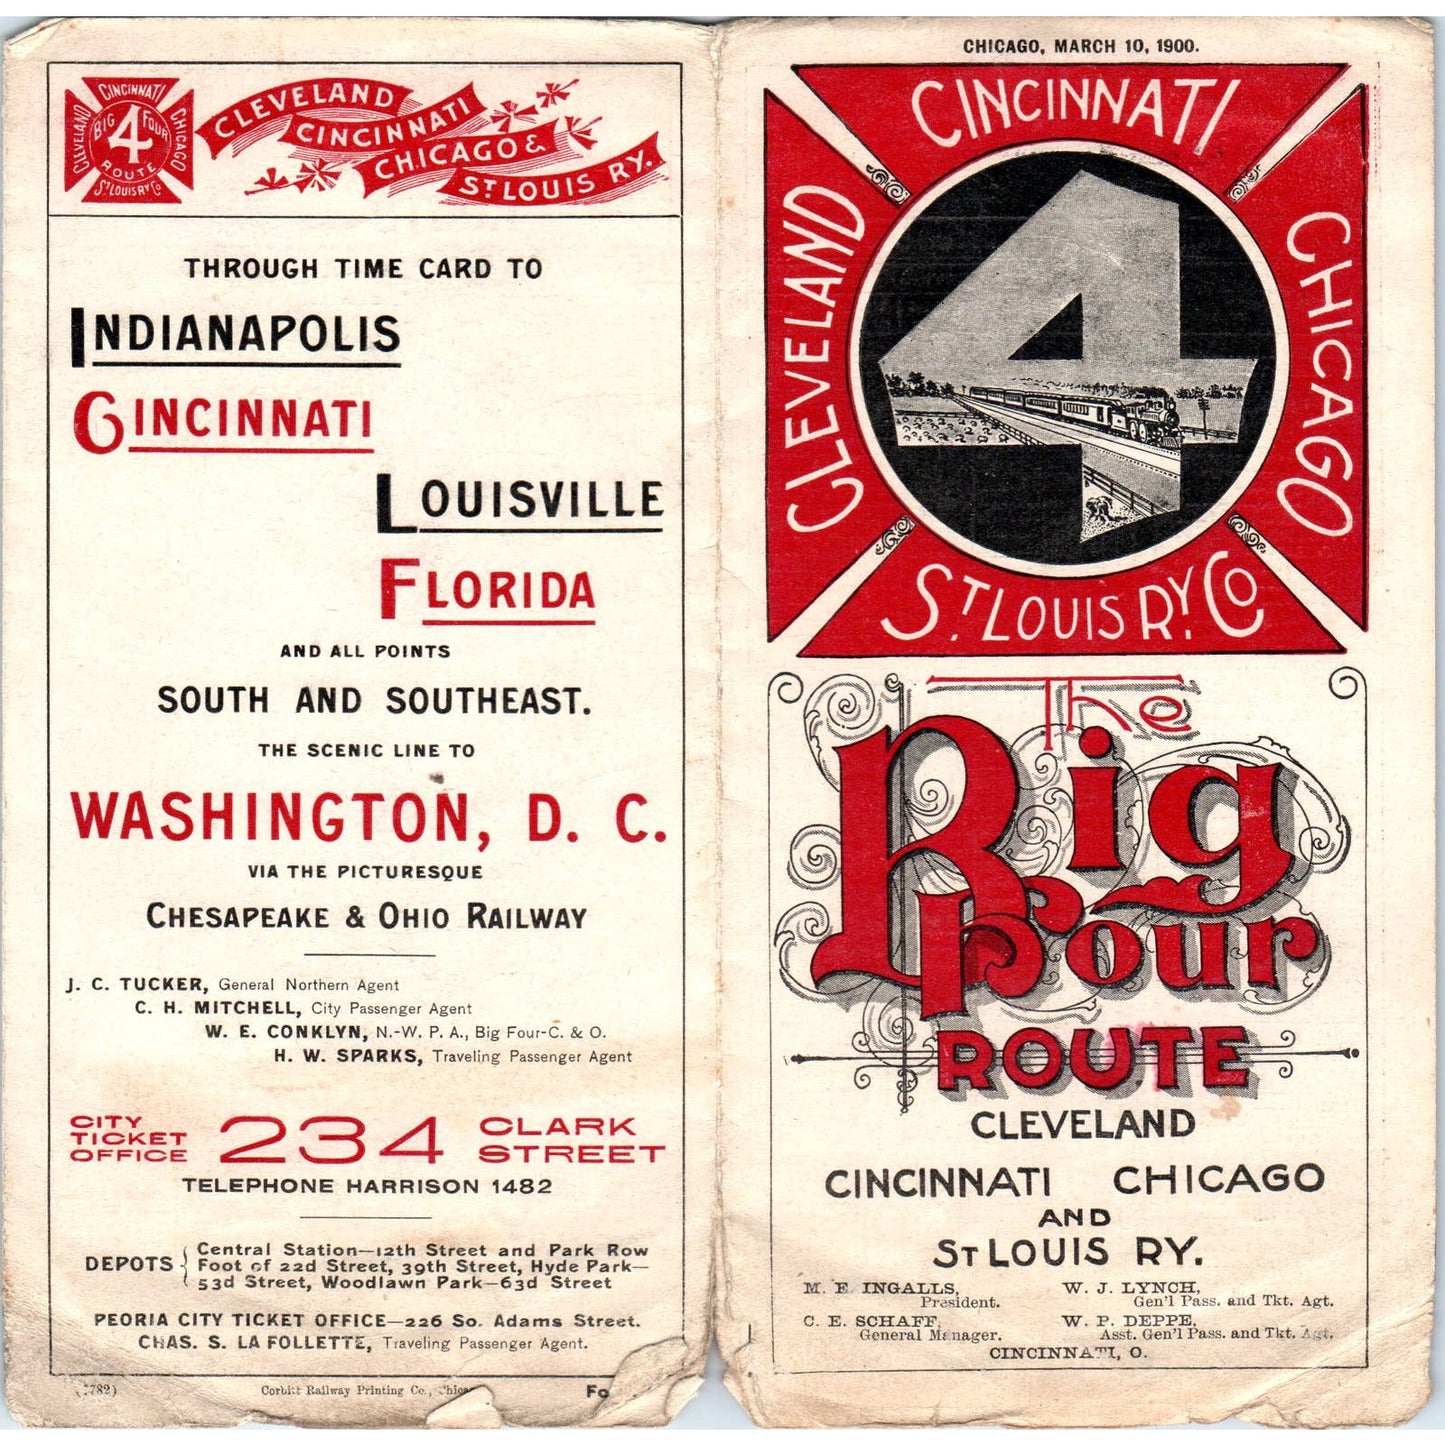 CLEVELAND
CINCINNATI
CHICAGO
ST. LOUIS RY CO
BIG FOUR
4
ROUTE
CLEVELAND
CINCINNATI
CHICAGO &
ST. LOUIS RY.
THROUGH TIME CARD TO
INDIANAPOLIS
CINCINNATI
LOUISVILLE
FLORIDA
AND ALL POINTS
SOUTH AND SOUTHEAST.
THE SCENIC LINE TO
WASHINGTON, D. C.
VIA THE PICTURESQUE
CHESAPEAKE & OHIO RAILWAY
J. C. TUCKER, General Northern Agent
C. H. MITCHELL, City Passenger Agent
W. E. CONKLYN, N.-W. P. A., Big Four-C. & O.
H. W. SPARKS, Traveling Passenger Agent
CITY TICKET OFFICE 234 CLARK STREET
TELEPHONE HARRISON 1482
DEPOTS { Central Station—12th Street and Park Row
Foot of 22d Street, 39th Street, Hyde Park—
53d Street, Woodlawn Park—63d Street
PEORIA CITY TICKET OFFICE—226 So. Adams Street.
CHAS. S. LA FOLLETTE, Traveling Passenger Agent.
782)
Corbitt Railway Printing Co.,
CHICAGO, MARCH 10, 1900.
CINCINNATI
CLEVELAND
CHICAGO
4
ST. LOUIS RY. CO
The
Big
Four
ROUTE
CLEVELAND
CINCINNATI CHICAGO
AND
ST LOUIS RY.
M. E. INGALLS,
President.
W. J. LYNCH,
Gen'l Pass. and Tkt. Agt.
C. E. SCHAFF,
General Manager.
W. P. DEPPE,
Asst. Gen'l Pass. and Tkt. Agt.
CINCINNATI, O.